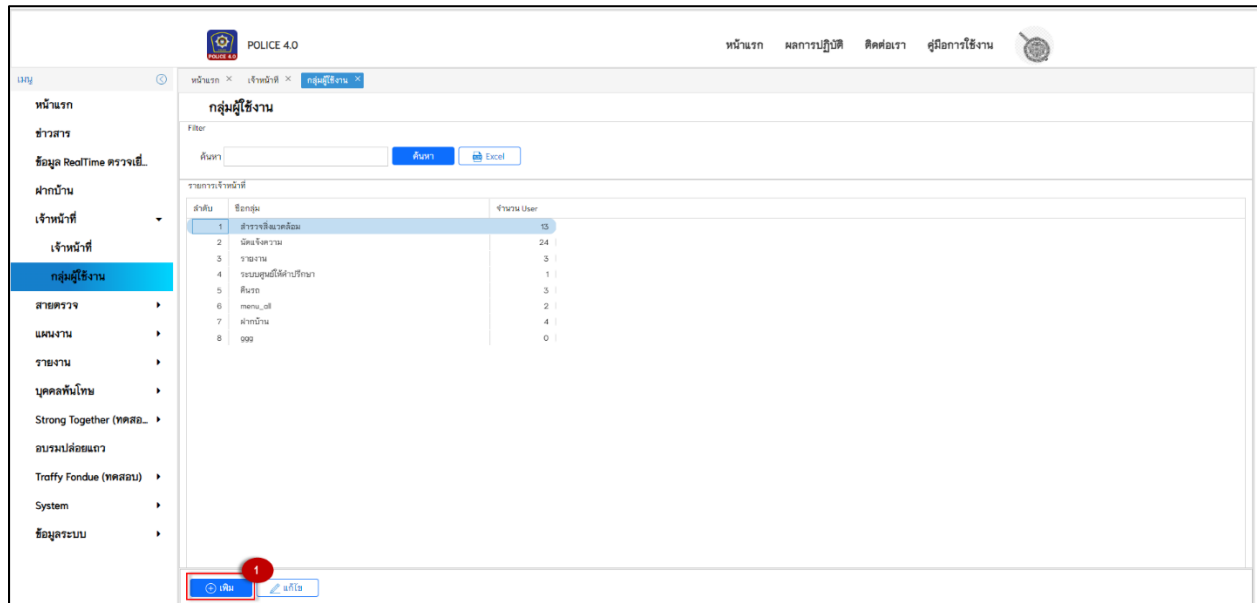 POLICE 4.0
POLICE 4.0
หน้าแรก ผลการปฏิบัติ ติดต่อเรา คู่มือการใช้งาน
เมนู
หน้าแรก
ข่าวสาร
ข้อมูล RealTime ตรวจเยี่...
ฝากบ้าน
เจ้าหน้าที่
เจ้าหน้าที่
กลุ่มผู้ใช้งาน
สายตรวจ
แผนงาน
รายงาน
บุคคลพ้นโทษ
Strong Together (ทดสอ...
อบรมปล่อยแถว
Traffy Fondue (ทดสอบ)
System
ข้อมูลระบบ
หน้าแรก × เจ้าหน้าที่ × กลุ่มผู้ใช้งาน ×
กลุ่มผู้ใช้งาน
Filter
ค้นหา ค้นหา Excel
รายการเจ้าหน้าที่
ลำดับ ชื่อกลุ่ม จำนวน User
1 ตำรวจสิ่งแวดล้อม 13
2 นัดแจ้งความ 24
3 รายงาน 3
4 ระบบศูนย์ให้คำปรึกษา 1
5 คืนรถ 3
6 menu_all 2
7 ฝากบ้าน 4
8 ggg 0
1
เพิ่ม แก้ไข